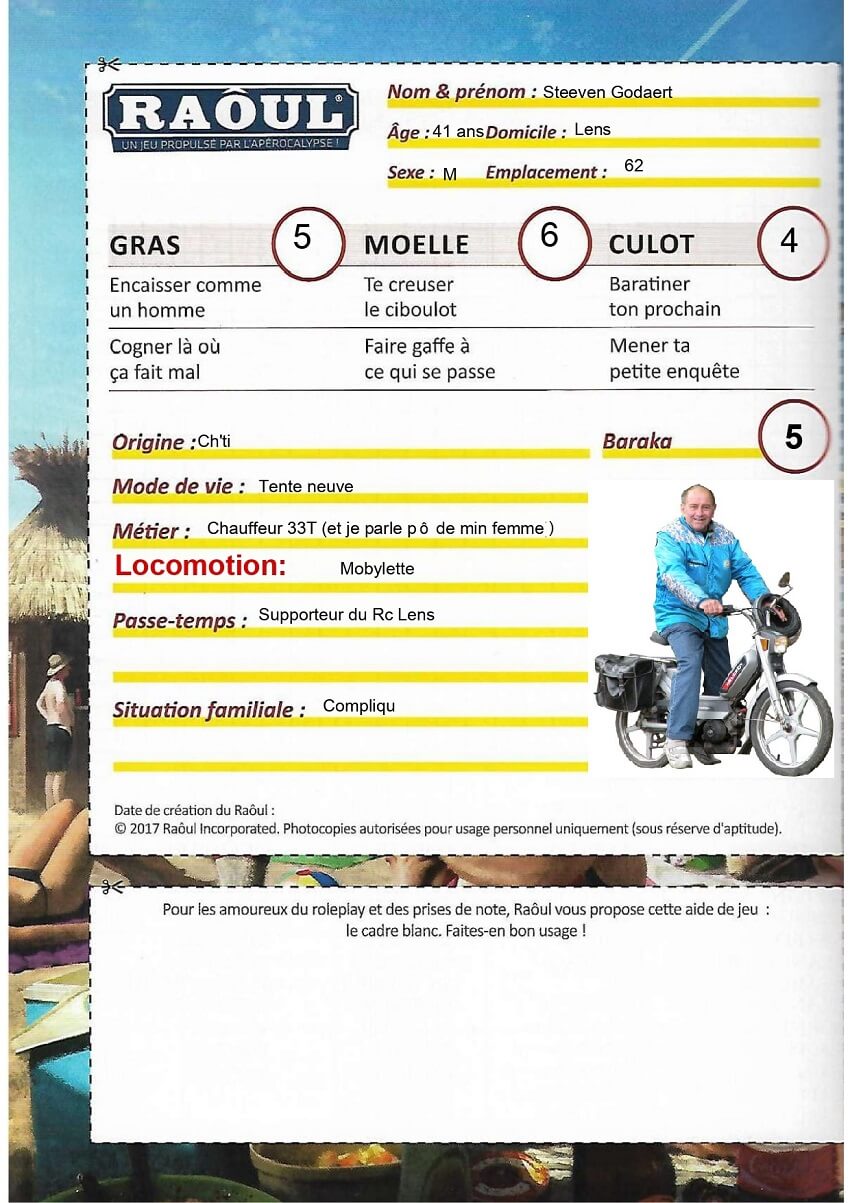 RAÔUL®
UN JEU PROPULSÉ PAR L'APÉROCALYPSE !
Nom & prénom : Steeven Godaert
Âge : 41 ans Domicile : Lens
Sexe : M Emplacement : 62
GRAS 5 MOELLE 6 CULOT 4
Encaisser comme
un homme
Te creuser
le ciboulot
Baratiner
ton prochain
Cogner là où
ça fait mal
Faire gaffe à
ce qui se passe
Mener ta
petite enquête
Origine : Ch'ti
Baraka 5
Mode de vie : Tente neuve
Métier : Chauffeur 33T (et je parle p ô de min femme )
Locomotion: Mobylette
Passe-temps : Supporteur du Rc Lens
Situation familiale : Compliqu
Date de création du Raôul :
© 2017 Raôul Incorporated. Photocopies autorisées pour usage personnel uniquement (sous réserve d'aptitude).
Pour les amoureux du roleplay et des prises de note, Raôul vous propose cette aide de jeu :
le cadre blanc. Faites-en bon usage !